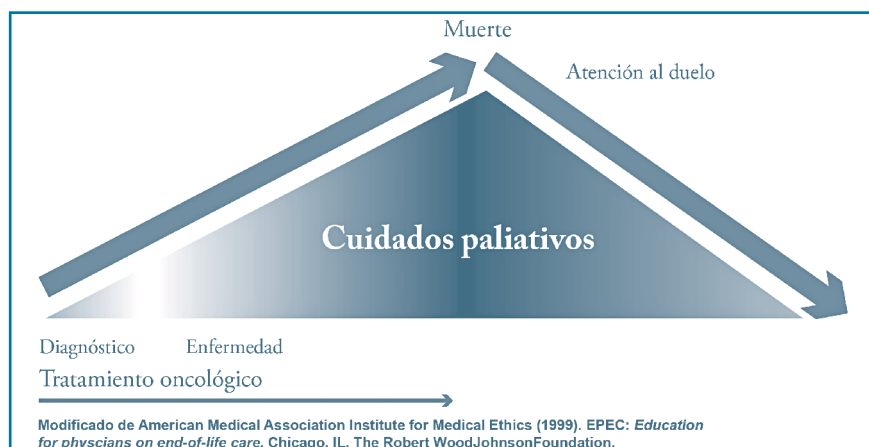 Muerte
Atención al duelo
Cuidados paliativos
Diagnóstico Enfermedad
Tratamiento oncológico
Modificado de American Medical Association Institute for Medical Ethics (1999). EPEC: Education
for physcians on end-of-life care. Chicago, IL, The Robert WoodJohnsonFoundation.